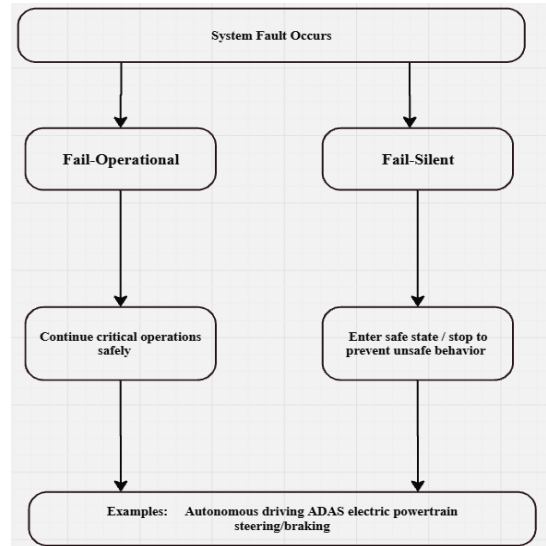 System Fault Occurs
Fail-Operational
Fail-Silent
Continue critical operations
safely
Enter safe state / stop to
prevent unsafe behavior
Examples: Autonomous driving ADAS electric powertrain
steering/braking